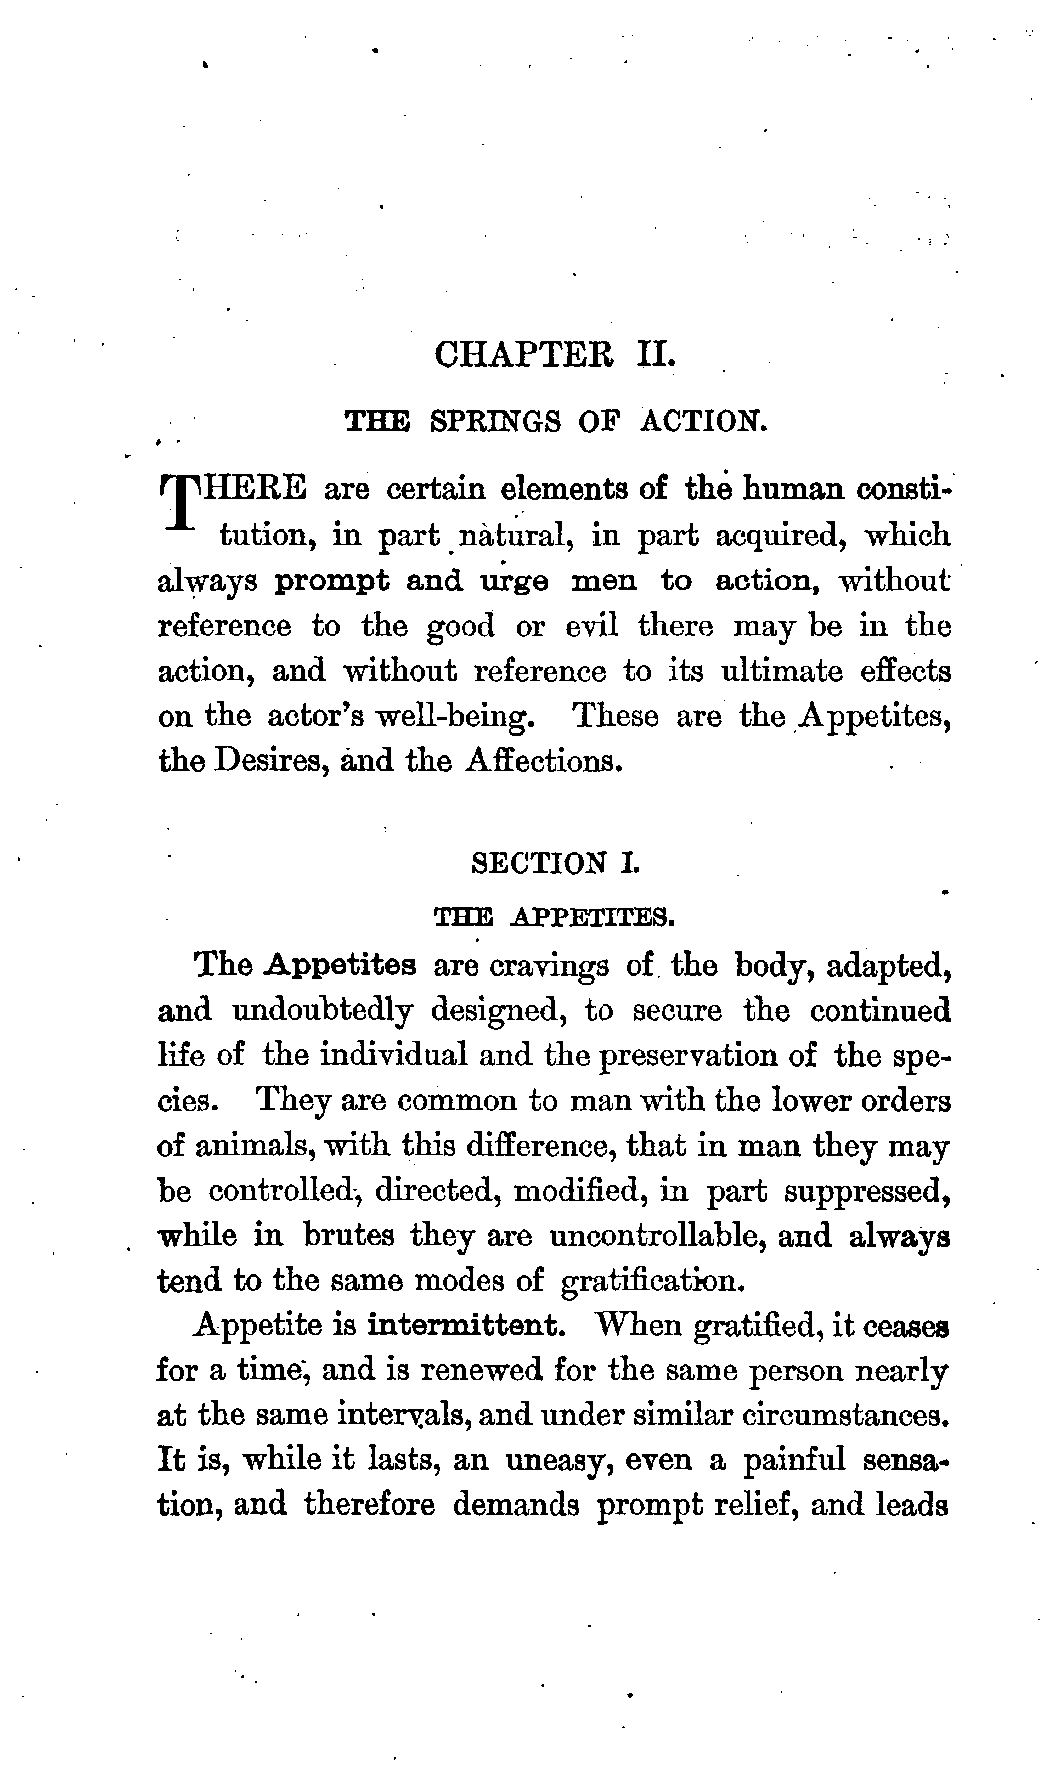 CHAPTER II.
THE SPRINGS OF ACTION.
THERE are certain elements of the human consti-
tution, in part natural, in part acquired, which
always prompt and urge men to action, without
reference to the good or evil there may be in the
action, and without reference to its ultimate effects
on the actor's well-being. These are the Appetites,
the Desires, and the Affections.
SECTION I.
THE APPETITES.
The Appetites are cravings of the body, adapted,
and undoubtedly designed, to secure the continued
life of the individual and the preservation of the spe-
cies. They are common to man with the lower orders
of animals, with this difference, that in man they may
be controlled, directed, modified, in part suppressed,
while in brutes they are uncontrollable, and always
tend to the same modes of gratification.
Appetite is intermittent. When gratified, it ceases
for a time, and is renewed for the same person nearly
at the same intervals, and under similar circumstances.
It is, while it lasts, an uneasy, even a painful sensa-
tion, and therefore demands prompt relief, and leads